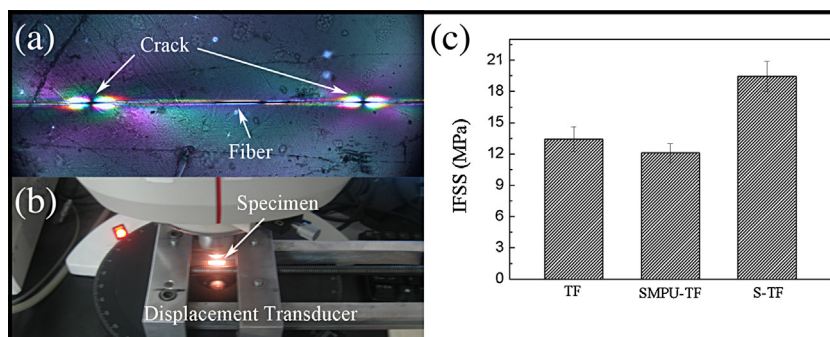 (a)
Crack
Fiber
(b)
Specimen
Displacement Transducer
(c)
IFSS (MPa)
21
18
15
12
9
6
3
0
TF
SMPU-TF
S-TF